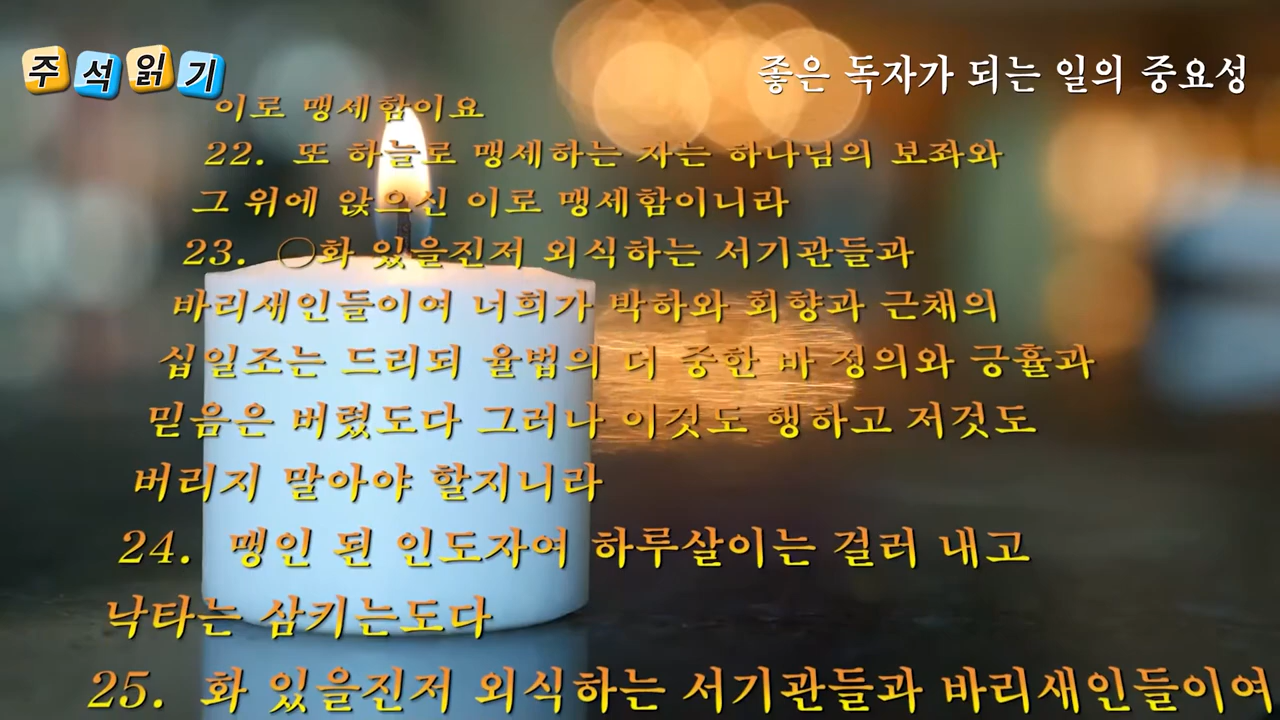 주석읽기
좋은 독자가 되는 일의 중요성
이로 맹세함이요
22. 또 하늘로 맹세하는 자는 하나님의 보좌와
그 위에 앉으신 이로 맹세함이니라
23. ○화 있을진저 외식하는 서기관들과
바리새인들이여 너희가 박하와 회향과 근채의
십일조는 드리되 율법의 더 중한 바 정의와 긍휼과
믿음은 버렸도다 그러나 이것도 행하고 저것도
버리지 말아야 할지니라
24. 맹인 된 인도자여 하루살이는 걸러 내고
낙타는 삼키는도다
25. 화 있을진저 외식하는 서기관들과 바리새인들이여